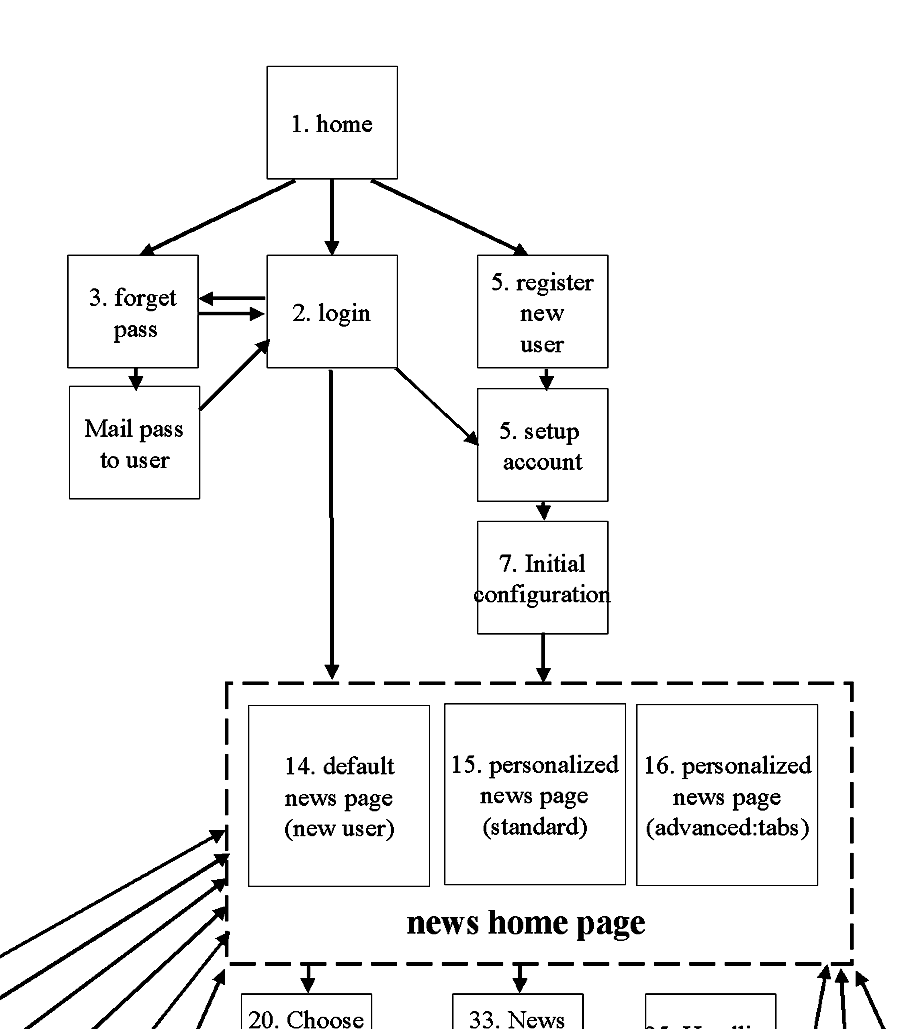 1. home
3. forget
pass
2. login
5. register
new
user
Mail pass
to user
5. setup
account
7. Initial
configuration
14. default
news page
(new user)
15. personalized
news page
(standard)
16. personalized
news page
(advanced:tabs)
news home page
20. Choose
33. News